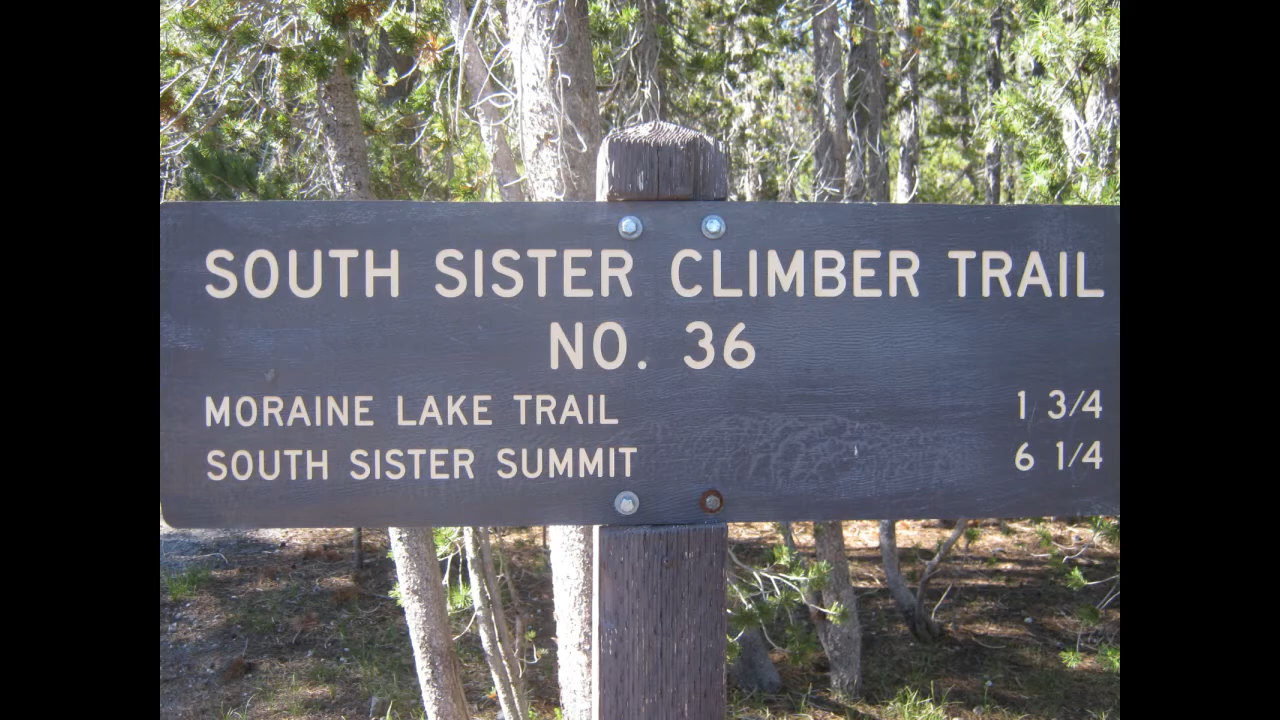 SOUTH SISTER CLIMBER TRAIL
NO. 36
MORAINE LAKE TRAIL 1 3/4
SOUTH SISTER SUMMIT 6 1/4